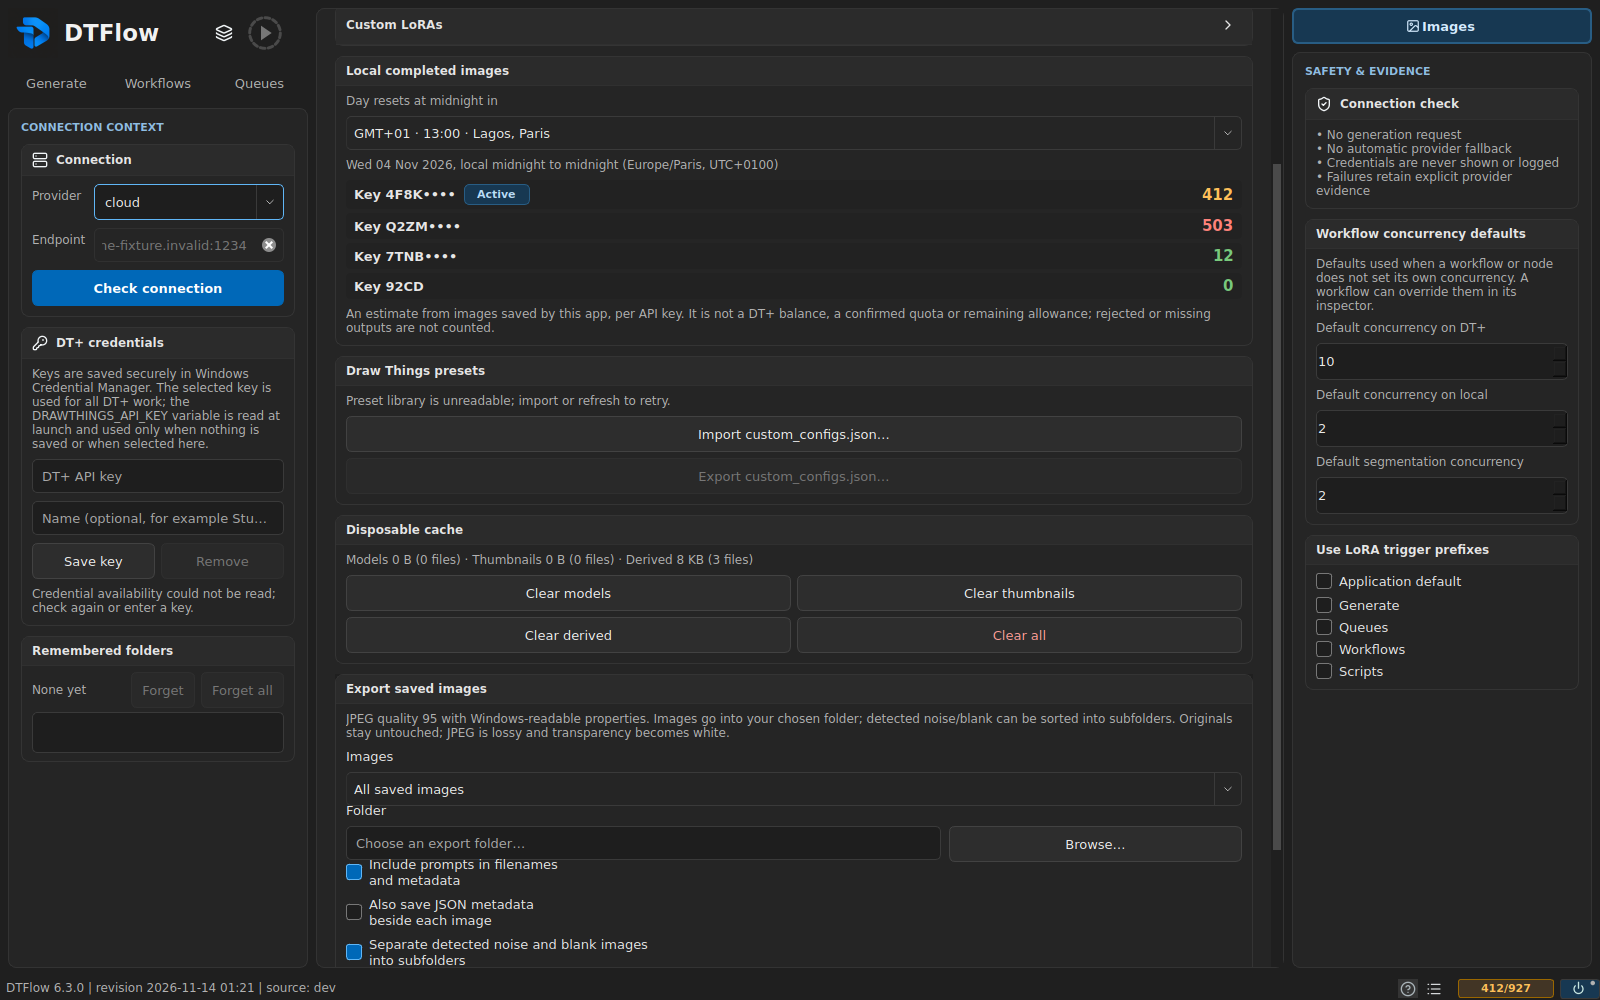 DTFlow
Generate Workflows Queues
CONNECTION CONTEXT
Connection
Provider cloud
Endpoint ne-fixture.invalid:1234
Check connection
DT+ credentials
Keys are saved securely in Windows
Credential Manager. The selected key is
used for all DT+ work; the
DRAWTHINGS_API_KEY variable is read at
launch and used only when nothing is
saved or when selected here.
DT+ API key
Name (optional, for example Stu...
Save key Remove
Credential availability could not be read;
check again or enter a key.
Remembered folders
None yet Forget Forget all
Custom LoRAs
Local completed images
Day resets at midnight in
GMT+01 · 13:00 · Lagos, Paris
Wed 04 Nov 2026, local midnight to midnight (Europe/Paris, UTC+0100)
Key 4F8K•••• Active 412
Key Q2ZM•••• 503
Key 7TNB•••• 12
Key 92CD 0
An estimate from images saved by this app, per API key. It is not a DT+ balance, a confirmed quota or remaining allowance; rejected or missing
outputs are not counted.
Draw Things presets
Preset library is unreadable; import or refresh to retry.
Import custom_configs.json...
Export custom_configs.json...
Disposable cache
Models 0 B (0 files) · Thumbnails 0 B (0 files) · Derived 8 KB (3 files)
Clear models Clear thumbnails
Clear derived Clear all
Export saved images
JPEG quality 95 with Windows-readable properties. Images go into your chosen folder; detected noise/blank can be sorted into subfolders. Originals
stay untouched; JPEG is lossy and transparency becomes white.
Images
All saved images
Folder
Choose an export folder...
Browse...
Include prompts in filenames
and metadata
Also save JSON metadata
beside each image
Separate detected noise and blank images
into subfolders
Images
SAFETY & EVIDENCE
Connection check
• No generation request
• No automatic provider fallback
• Credentials are never shown or logged
• Failures retain explicit provider
evidence
Workflow concurrency defaults
Defaults used when a workflow or node
does not set its own concurrency. A
workflow can override them in its
inspector.
Default concurrency on DT+
10
Default concurrency on local
2
Default segmentation concurrency
2
Use LoRA trigger prefixes
Application default
Generate
Queues
Workflows
Scripts
DTFlow 6.3.0 | revision 2026-11-14 01:21 | source: dev
412/927